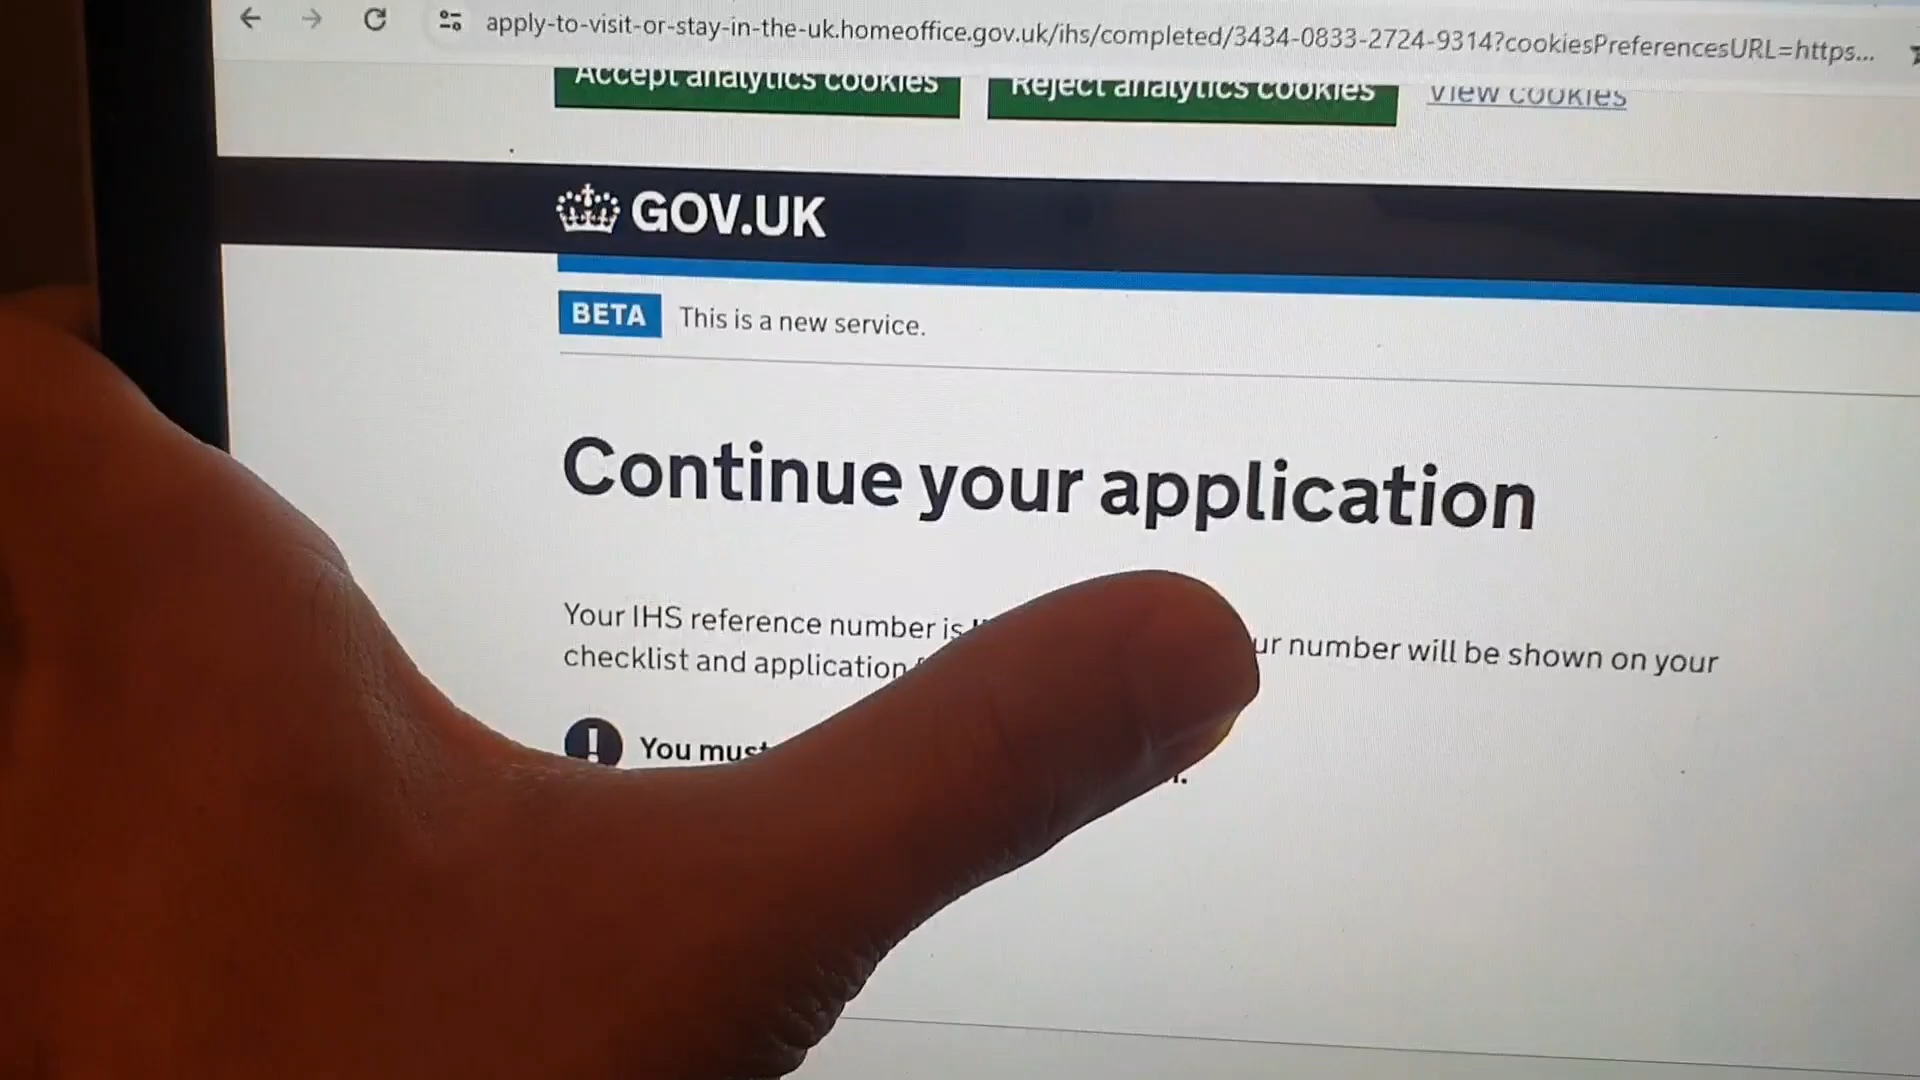 apply-to-visit-or-stay-in-the-uk.homeoffice.gov.uk/ihs/completed/3434-0833-2724-9314?cookiesPreferencesURL=https...
Accept analytics cookies Reject analytics cookies View cookies
GOV.UK
BETA This is a new service.
Continue your application
Your IHS reference number is ur number will be shown on your
checklist and application
! You must